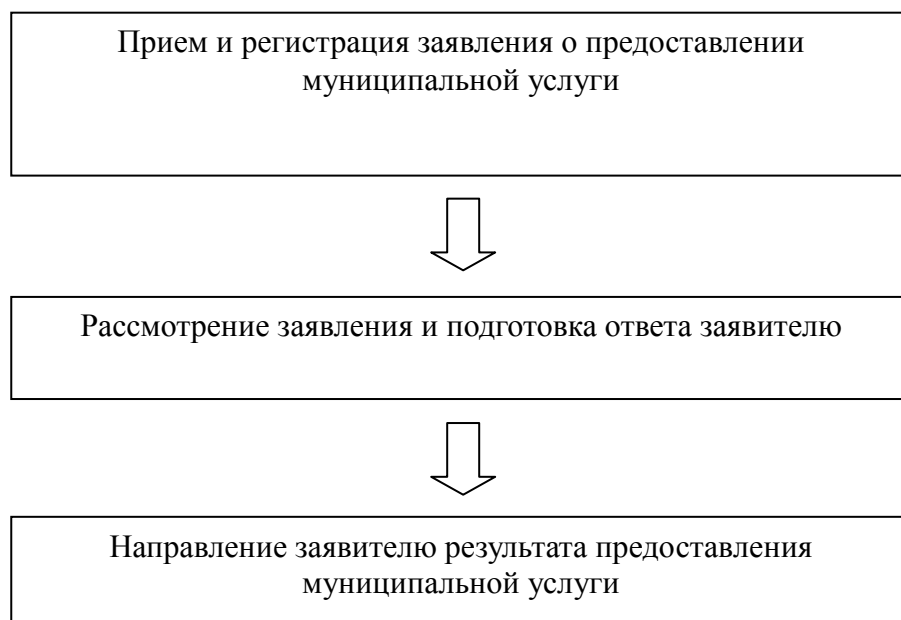 Прием и регистрация заявления о предоставлении
муниципальной услуги
Рассмотрение заявления и подготовка ответа заявителю
Направление заявителю результата предоставления
муниципальной услуги